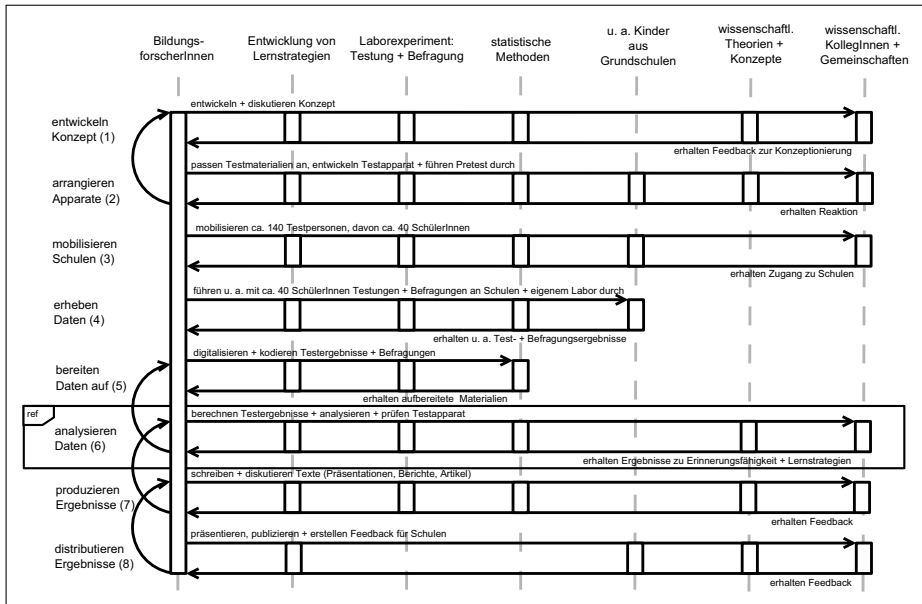 Bildungs-
forscherInnen
Entwicklung von
Lernstrategien
Laborexperiment:
Testung + Befragung
statistische
Methoden
u. a. Kinder
aus
Grundschulen
wissenschaftl.
Theorien +
Konzepte
wissenschaftl.
KollegInnen +
Gemeinschaften
entwickeln
Konzept (1)
entwickeln + diskutieren Konzept
erhalten Feedback zur Konzeptionierung
arrangieren
Apparate (2)
passen Testmaterialien an, entwickeln Testapparat + führen Pretest durch
erhalten Reaktion
mobilisieren
Schulen (3)
mobilisieren ca. 140 Testpersonen, davon ca. 40 SchülerInnen
erhalten Zugang zu Schulen
erheben
Daten (4)
führen u. a. mit ca. 40 SchülerInnen Testungen + Befragungen an Schulen + eigenem Labor durch
erhalten u. a. Test- + Befragungsergebnisse
bereiten
Daten auf (5)
digitalisieren + kodieren Testergebnisse + Befragungen
erhalten aufbereitete Materialien
ref
analysieren
Daten (6)
berechnen Testergebnisse + analysieren + prüfen Testapparat
erhalten Ergebnisse zu Erinnerungsfähigkeit + Lernstrategien
produzieren
Ergebnisse (7)
schreiben + diskutieren Texte (Präsentationen, Berichte, Artikel)
erhalten Feedback
distributieren
Ergebnisse (8)
präsentieren, publizieren + erstellen Feedback für Schulen
erhalten Feedback